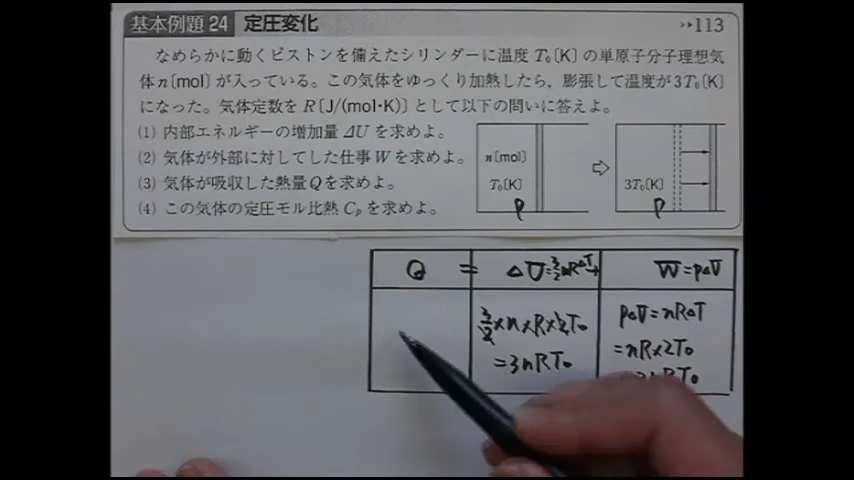 基本例題24 定圧変化 >>113
なめらかに動くピストンを備えたシリンダーに温度 T₀〔K〕の単原子分子理想気
体 n〔mol〕が入っている。この気体をゆっくり加熱したら、膨張して温度が3T₀〔K〕
になった。気体定数を R〔J/(mol・K)〕として以下の問いに答えよ。
(1) 内部エネルギーの増加量 ΔU を求めよ。
(2) 気体が外部に対してした仕事 W を求めよ。
(3) 気体が吸収した熱量 Q を求めよ。
(4) この気体の定圧モル比熱 Cₚ を求めよ。
n〔mol〕
T₀〔K〕
P
⇨
3T₀〔K〕
P
Q = ΔU=3/2nRΔT+ W=pΔV
3/2×n×R×2T₀
=3nRT₀
pΔV=nRΔT
=nR×2T₀
RT₀